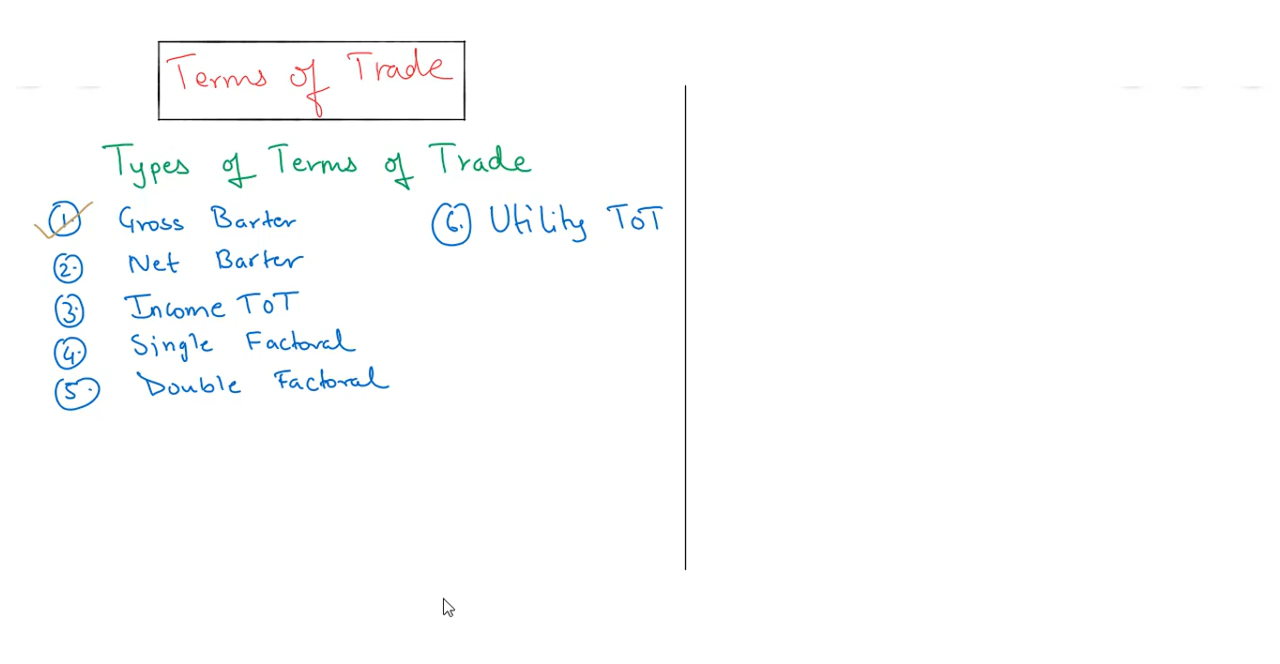 Terms of Trade
Types of Terms of Trade
1. Gross Barter
2. Net Barter
3. Income ToT
4. Single Factoral
5. Double Factoral
6. Utility ToT